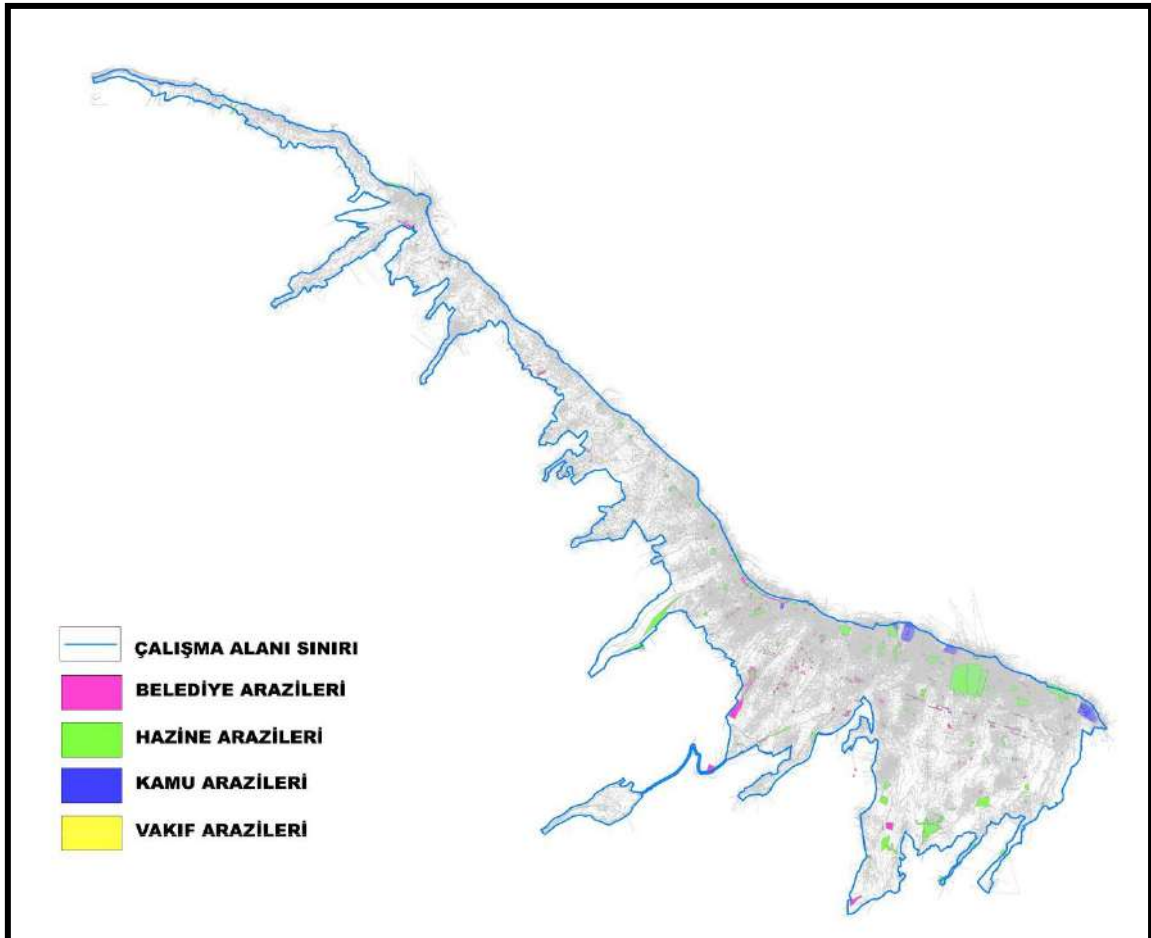 ÇALIŞMA ALANI SINIRI
BELEDİYE ARAZİLERİ
HAZİNE ARAZİLERİ
KAMU ARAZİLERİ
VAKIF ARAZİLERİ